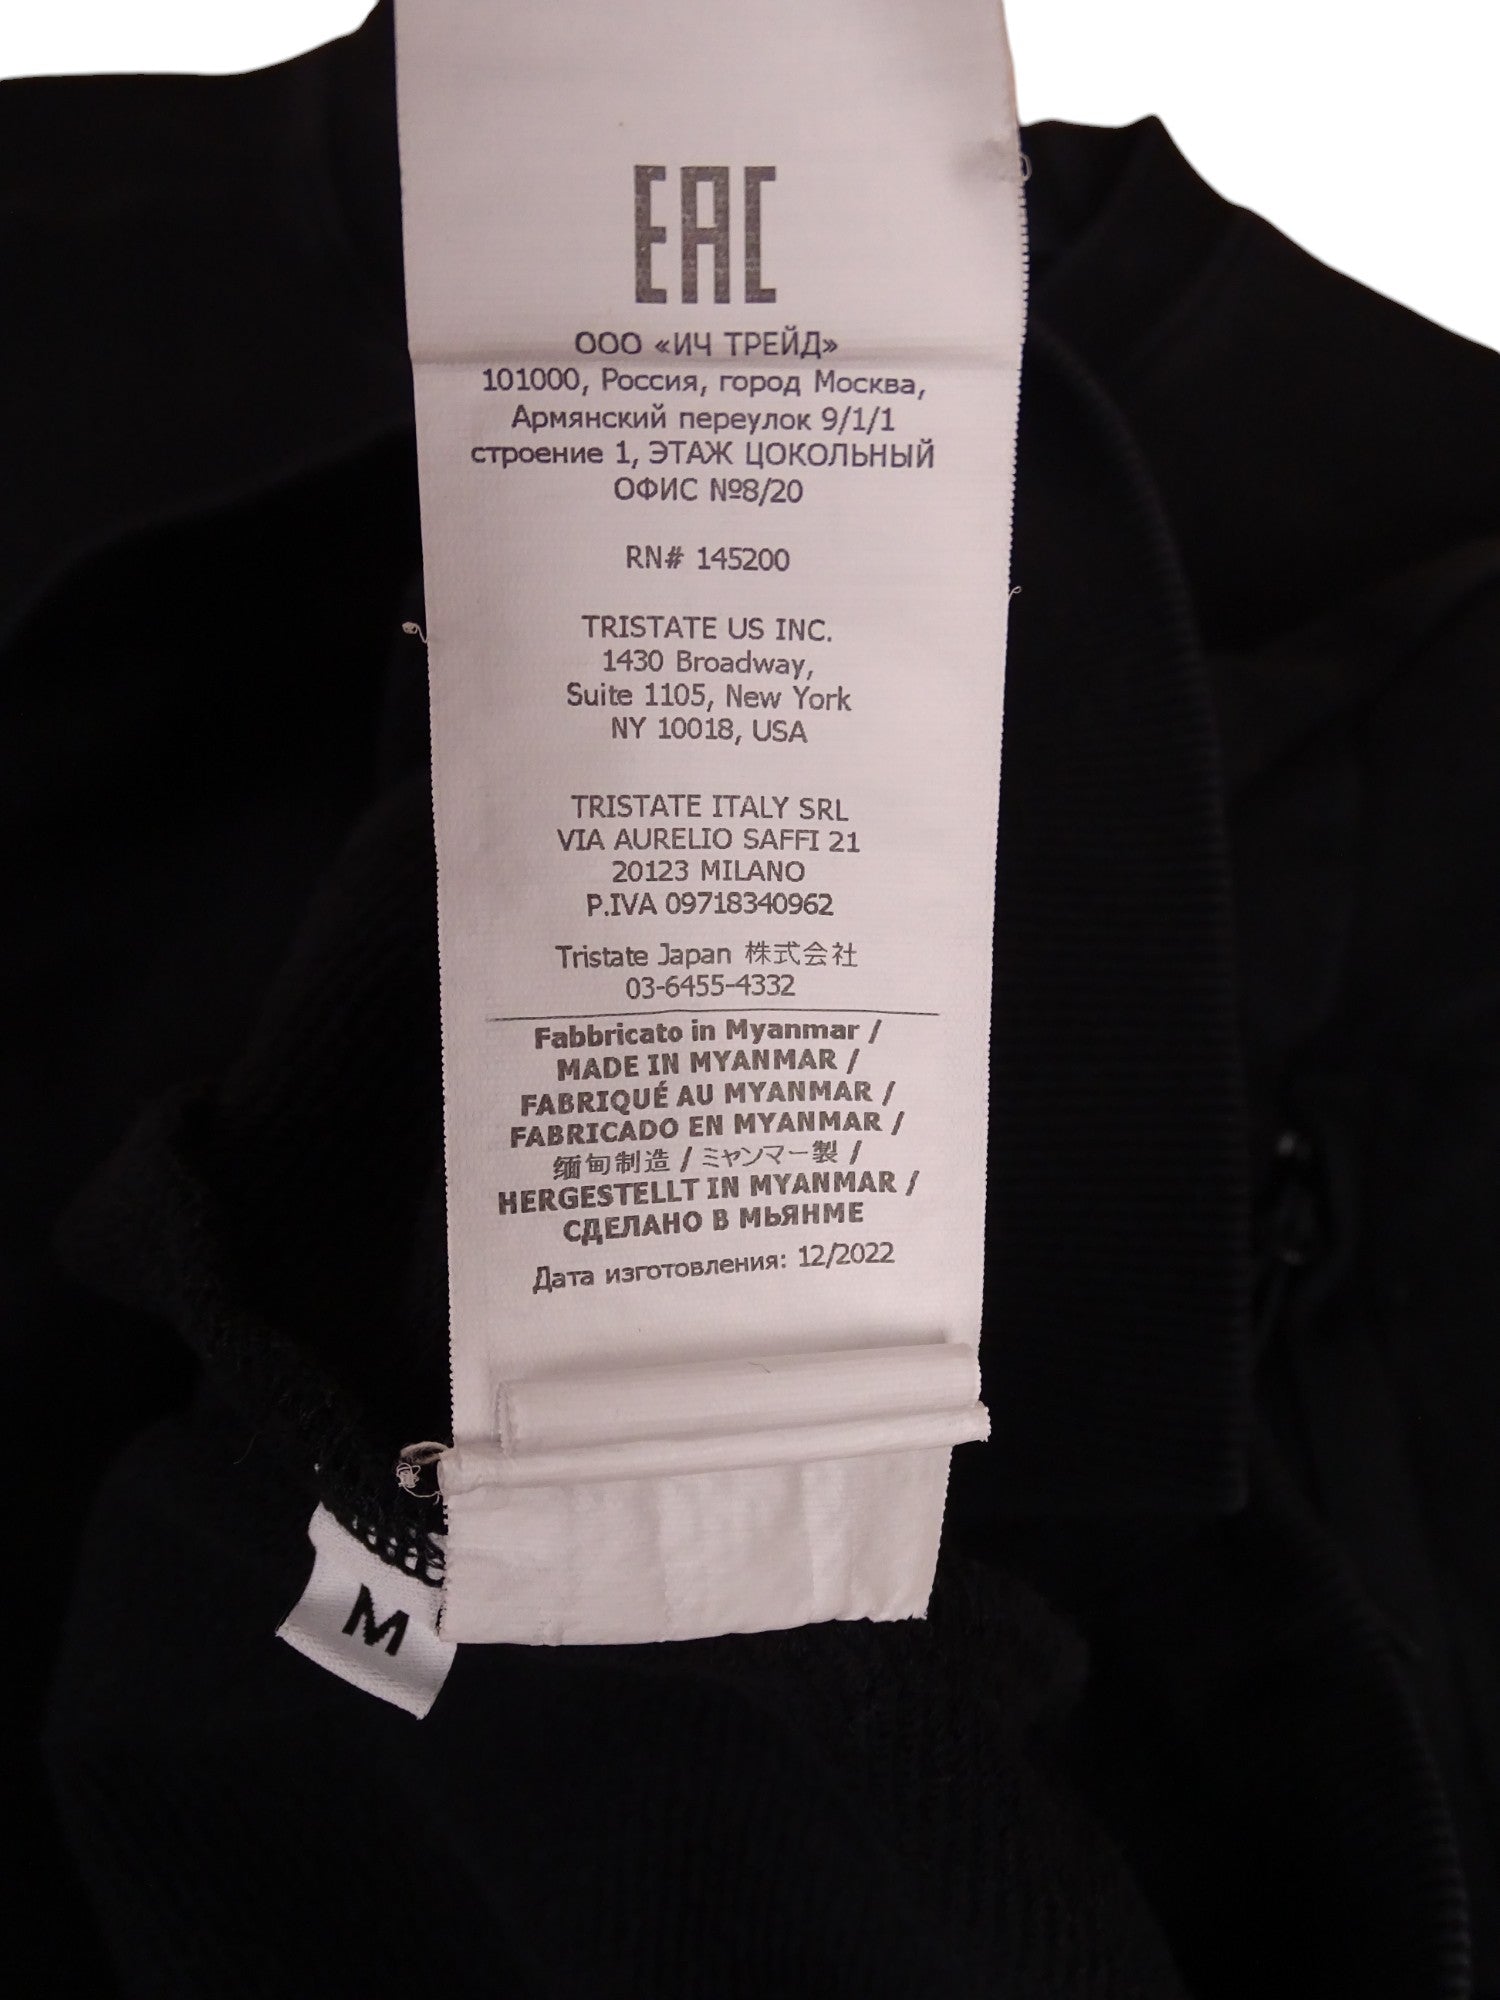 EAC
ООО «ИЧ ТРЕЙД»
101000, Россия, город Москва,
Армянский переулок 9/1/1
строение 1, ЭТАЖ ЦОКОЛЬНЫЙ
ОФИС №8/20
RN# 145200
TRISTATE US INC.
1430 Broadway,
Suite 1105, New York
NY 10018, USA
TRISTATE ITALY SRL
VIA AURELIO SAFFI 21
20123 MILANO
P.IVA 09718340962
Tristate Japan 株式会社
03-6455-4332
Fabbricato in Myanmar /
MADE IN MYANMAR /
FABRIQUÉ AU MYANMAR /
FABRICADO EN MYANMAR /
缅甸制造 / ミャンマー製 /
HERGESTELLT IN MYANMAR /
СДЕЛАНО В МЬЯНМЕ
Дата изготовления: 12/2022
M